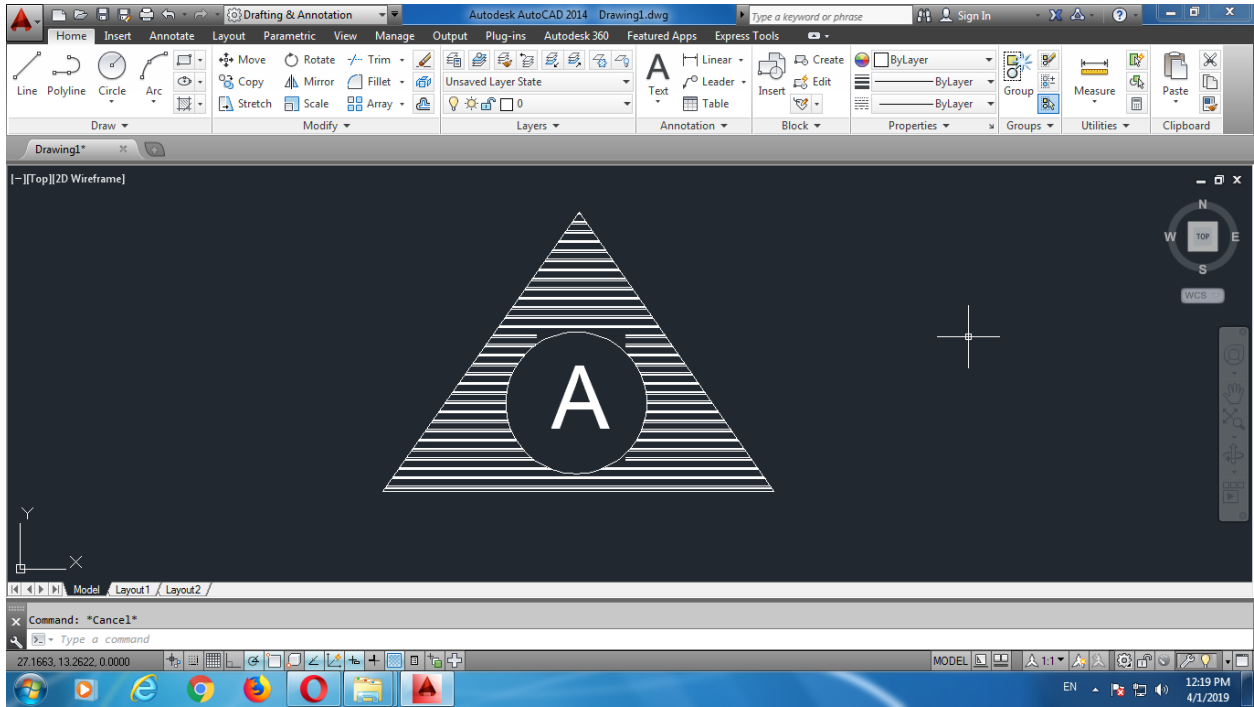 Drafting & Annotation Autodesk AutoCAD 2014 Drawing1.dwg Type a keyword or phrase Sign In
Home Insert Annotate Layout Parametric View Manage Output Plug-ins Autodesk 360 Featured Apps Express Tools
Move Rotate Trim Linear Create ByLayer
Copy Mirror Fillet Unsaved Layer State Leader Edit ByLayer
Line Polyline Circle Arc Text Insert Group Measure Paste
Stretch Scale Array 0 Table ByLayer
Draw Modify Layers Annotation Block Properties Groups Utilities Clipboard
Drawing1*
[−][Top][2D Wireframe]
N
W TOP E
S
WCS
A
Y
X
Model Layout1 Layout2
Command: *Cancel*
Type a command
27.1663, 13.2622, 0.0000 MODEL 1:1
EN 12:19 PM
4/1/2019